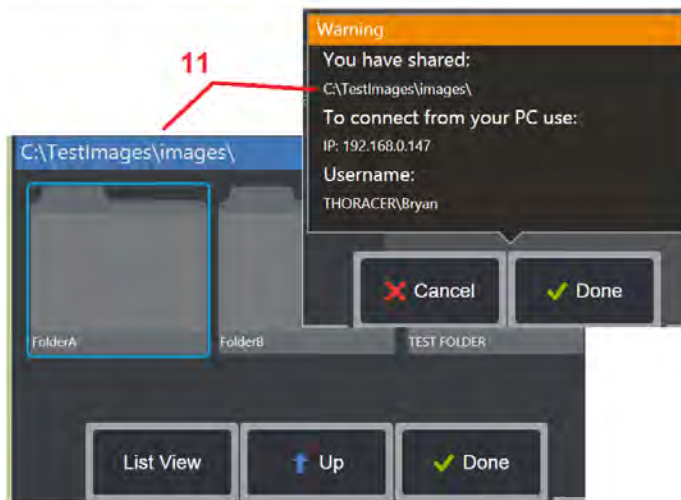 Warning
You have shared:
C:\TestImages\images\
To connect from your PC use:
IP: 192.168.0.147
Username:
THORACER\Bryan
Cancel
Done
11
C:\TestImages\images\
FolderA
FolderB
TEST FOLDER
List View
Up
Done